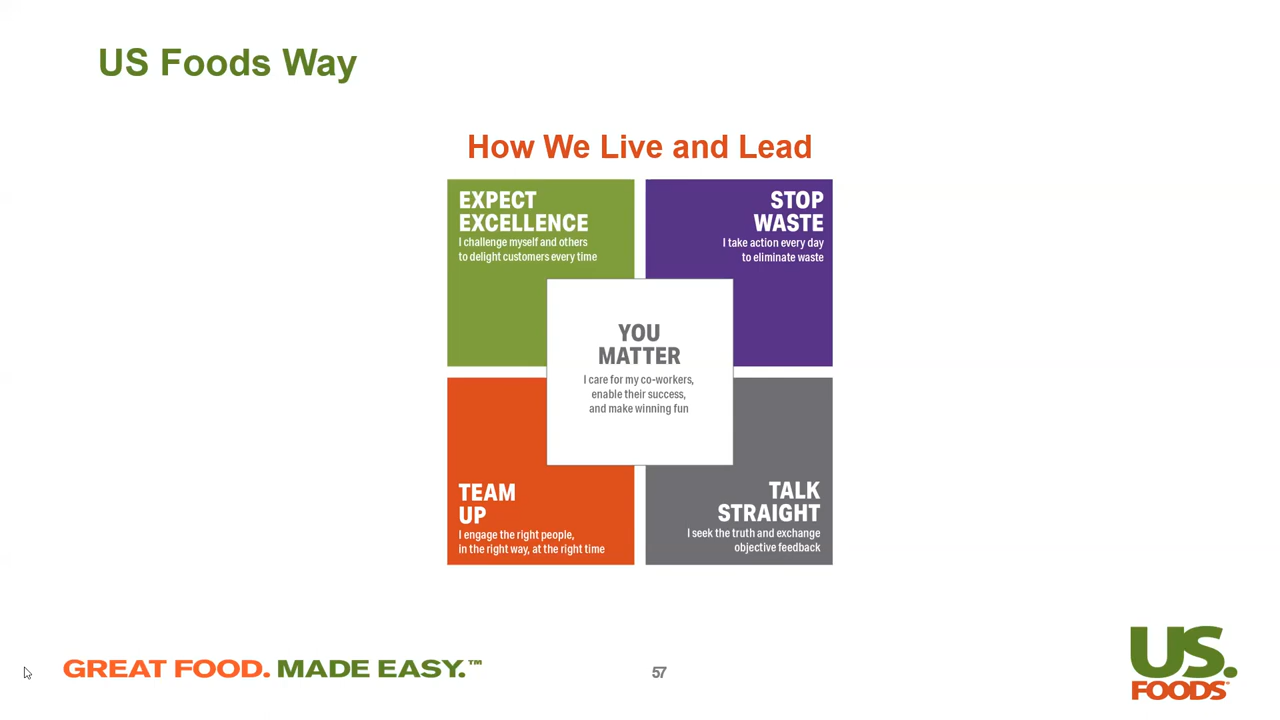 US Foods Way
How We Live and Lead
EXPECT
EXCELLENCE
I challenge myself and others
to delight customers every time
STOP
WASTE
I take action every day
to eliminate waste
YOU
MATTER
I care for my co-workers,
enable their success,
and make winning fun
TEAM
UP
I engage the right people,
in the right way, at the right time
TALK
STRAIGHT
I seek the truth and exchange
objective feedback
GREAT FOOD. MADE EASY.™
57
US.
FOODS™